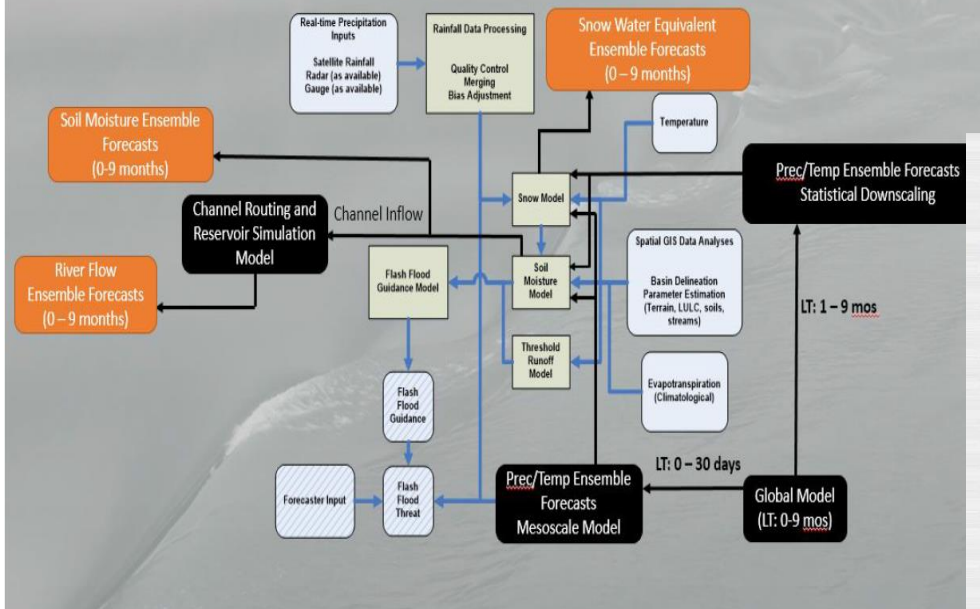 Real-time Precipitation
Inputs
Satellite Rainfall
Radar (as available)
Gauge (as available)
Rainfall Data Processing
Quality Control
Merging
Bias Adjustment
Snow Water Equivalent
Ensemble Forecasts
(0 – 9 months)
Temperature
Soil Moisture Ensemble
Forecasts
(0-9 months)
Prec/Temp Ensemble Forecasts
Statistical Downscaling
Snow Model
Channel Routing and
Reservoir Simulation
Model
Channel Inflow
Spatial GIS Data Analyses
Basin Delineation
Parameter Estimation
(Terrain, LULC, soils,
streams)
Flash Flood
Guidance Model
Soil
Moisture
Model
River Flow
Ensemble Forecasts
(0 – 9 months)
LT: 1 – 9 mos
Threshold
Runoff
Model
Evapotranspiration
(Climatological)
Flash
Flood
Guidance
LT: 0 – 30 days
Forecaster Input
Flash
Flood
Threat
Prec/Temp Ensemble
Forecasts
Mesoscale Model
Global Model
(LT: 0-9 mos)